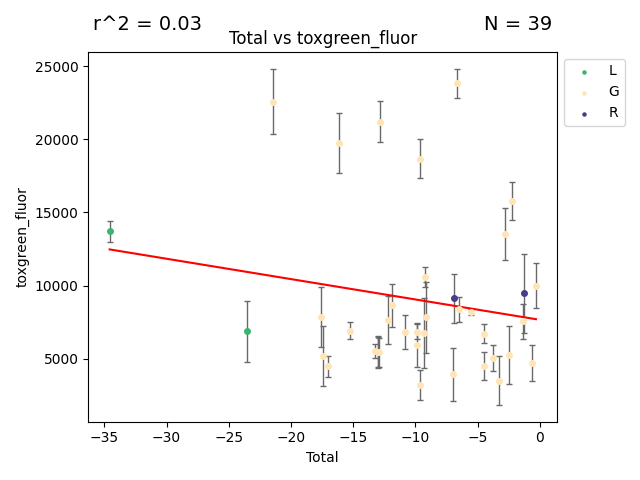 r^2 = 0.03
N = 39
Total vs toxgreen_fluor
L
G
R
25000
20000
15000
10000
5000
toxgreen_fluor
−35 −30 −25 −20 −15 −10 −5 0
Total